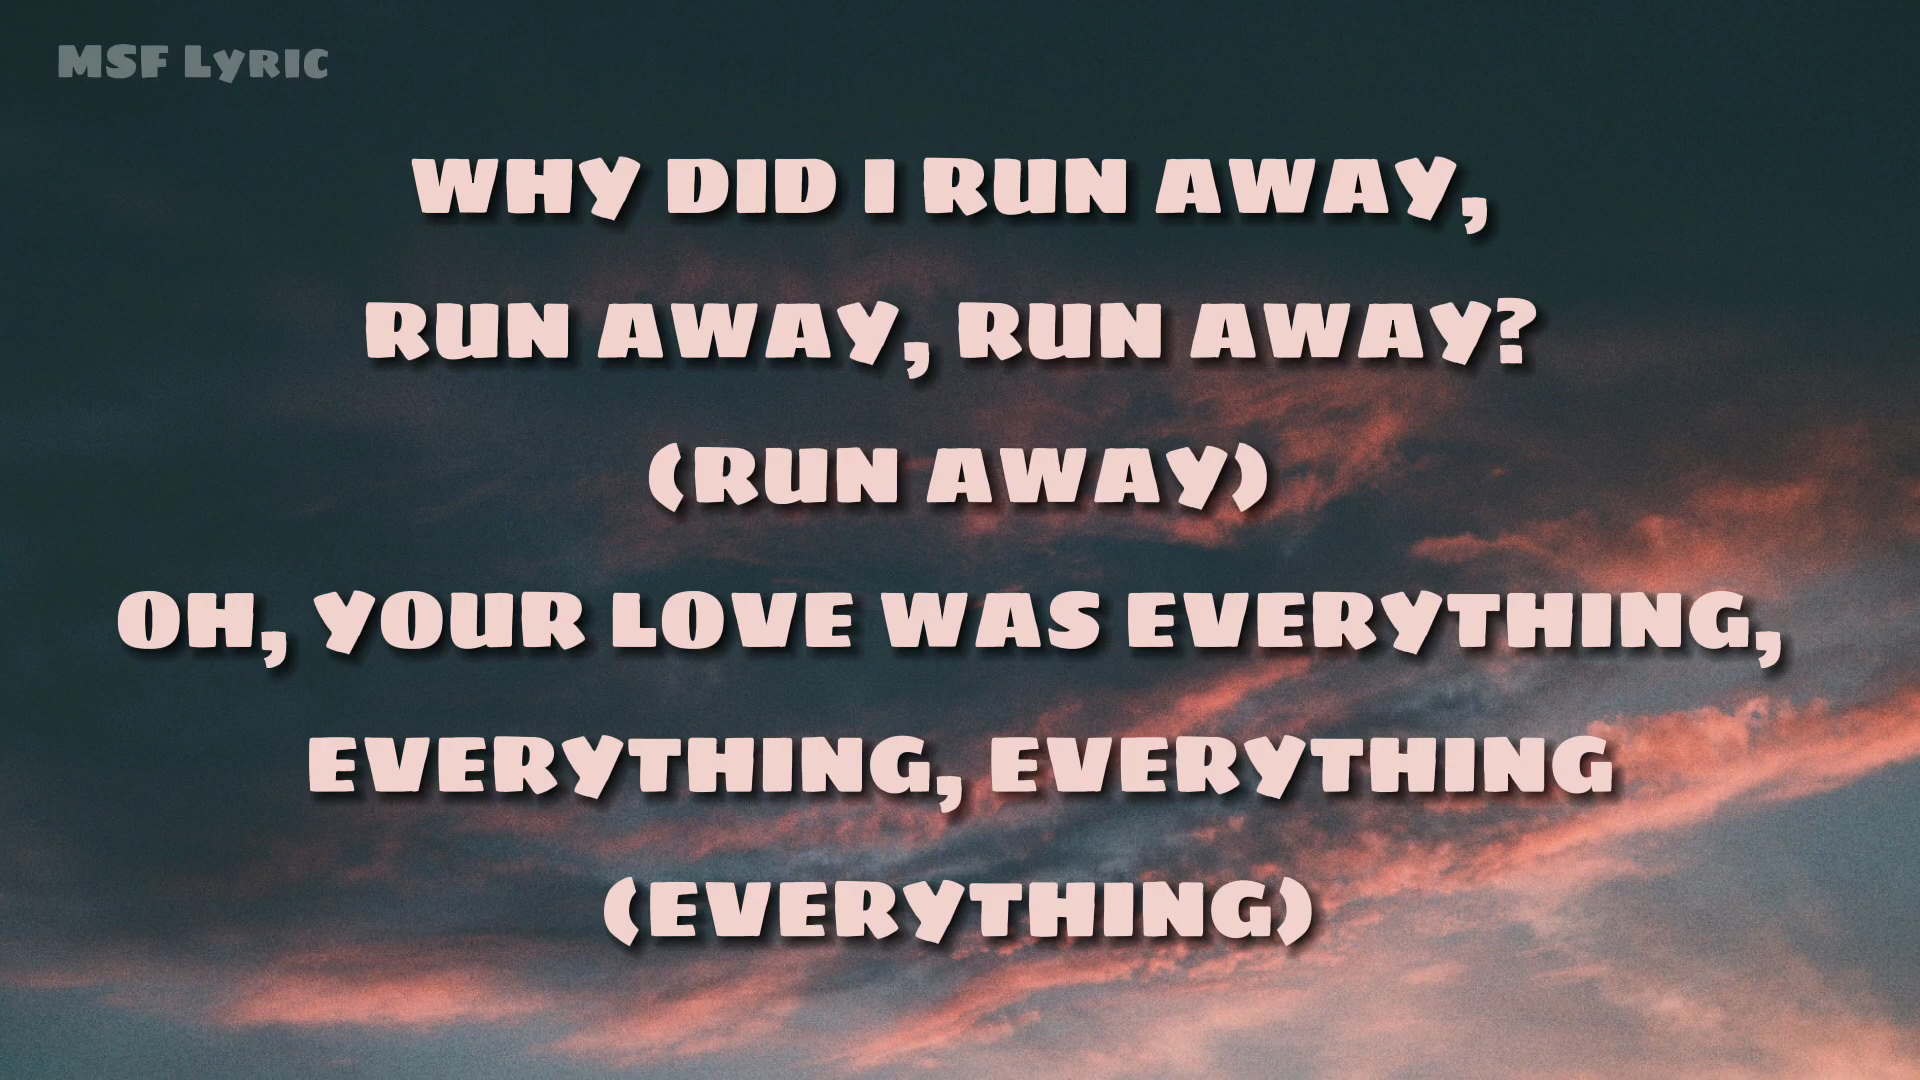 MSF Lyric
WHY DID I RUN AWAY,
RUN AWAY, RUN AWAY?
(RUN AWAY)
OH, YOUR LOVE WAS EVERYTHING,
EVERYTHING, EVERYTHING
(EVERYTHING)